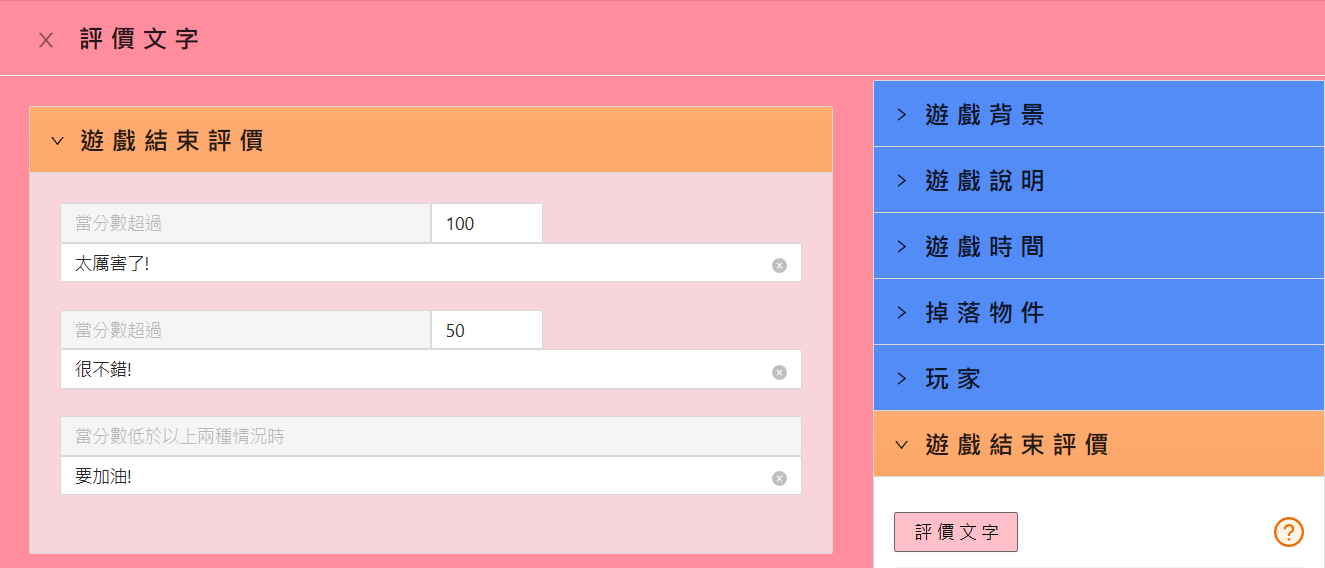 評價文字
遊戲結束評價
當分數超過 100
太厲害了!
當分數超過 50
很不錯!
當分數低於以上兩種情況時
要加油!
遊戲背景
遊戲說明
遊戲時間
掉落物件
玩家
遊戲結束評價
評價文字
?